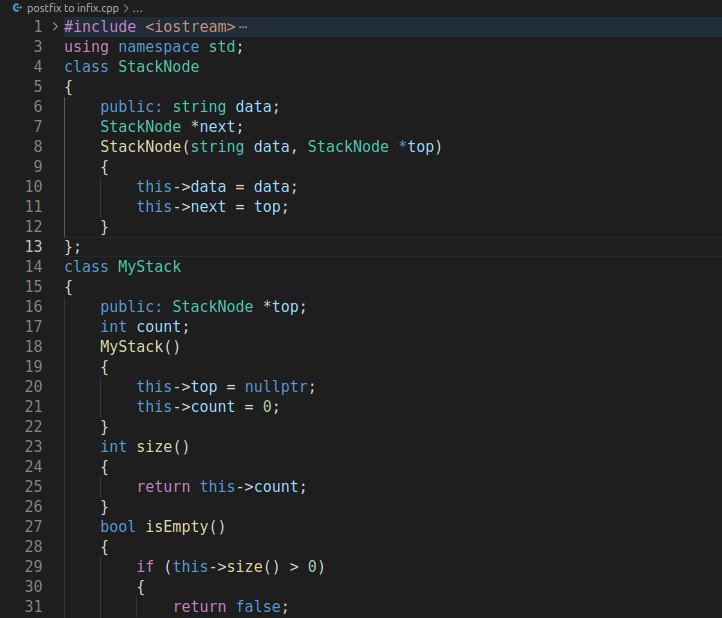 postfix to infix.cpp > ...
1 > #include <iostream>⋯
3 using namespace std;
4 class StackNode
5 {
6     public: string data;
7     StackNode *next;
8     StackNode(string data, StackNode *top)
9     {
10         this->data = data;
11         this->next = top;
12     }
13 };
14 class MyStack
15 {
16     public: StackNode *top;
17     int count;
18     MyStack()
19     {
20         this->top = nullptr;
21         this->count = 0;
22     }
23     int size()
24     {
25         return this->count;
26     }
27     bool isEmpty()
28     {
29         if (this->size() > 0)
30         {
31             return false;